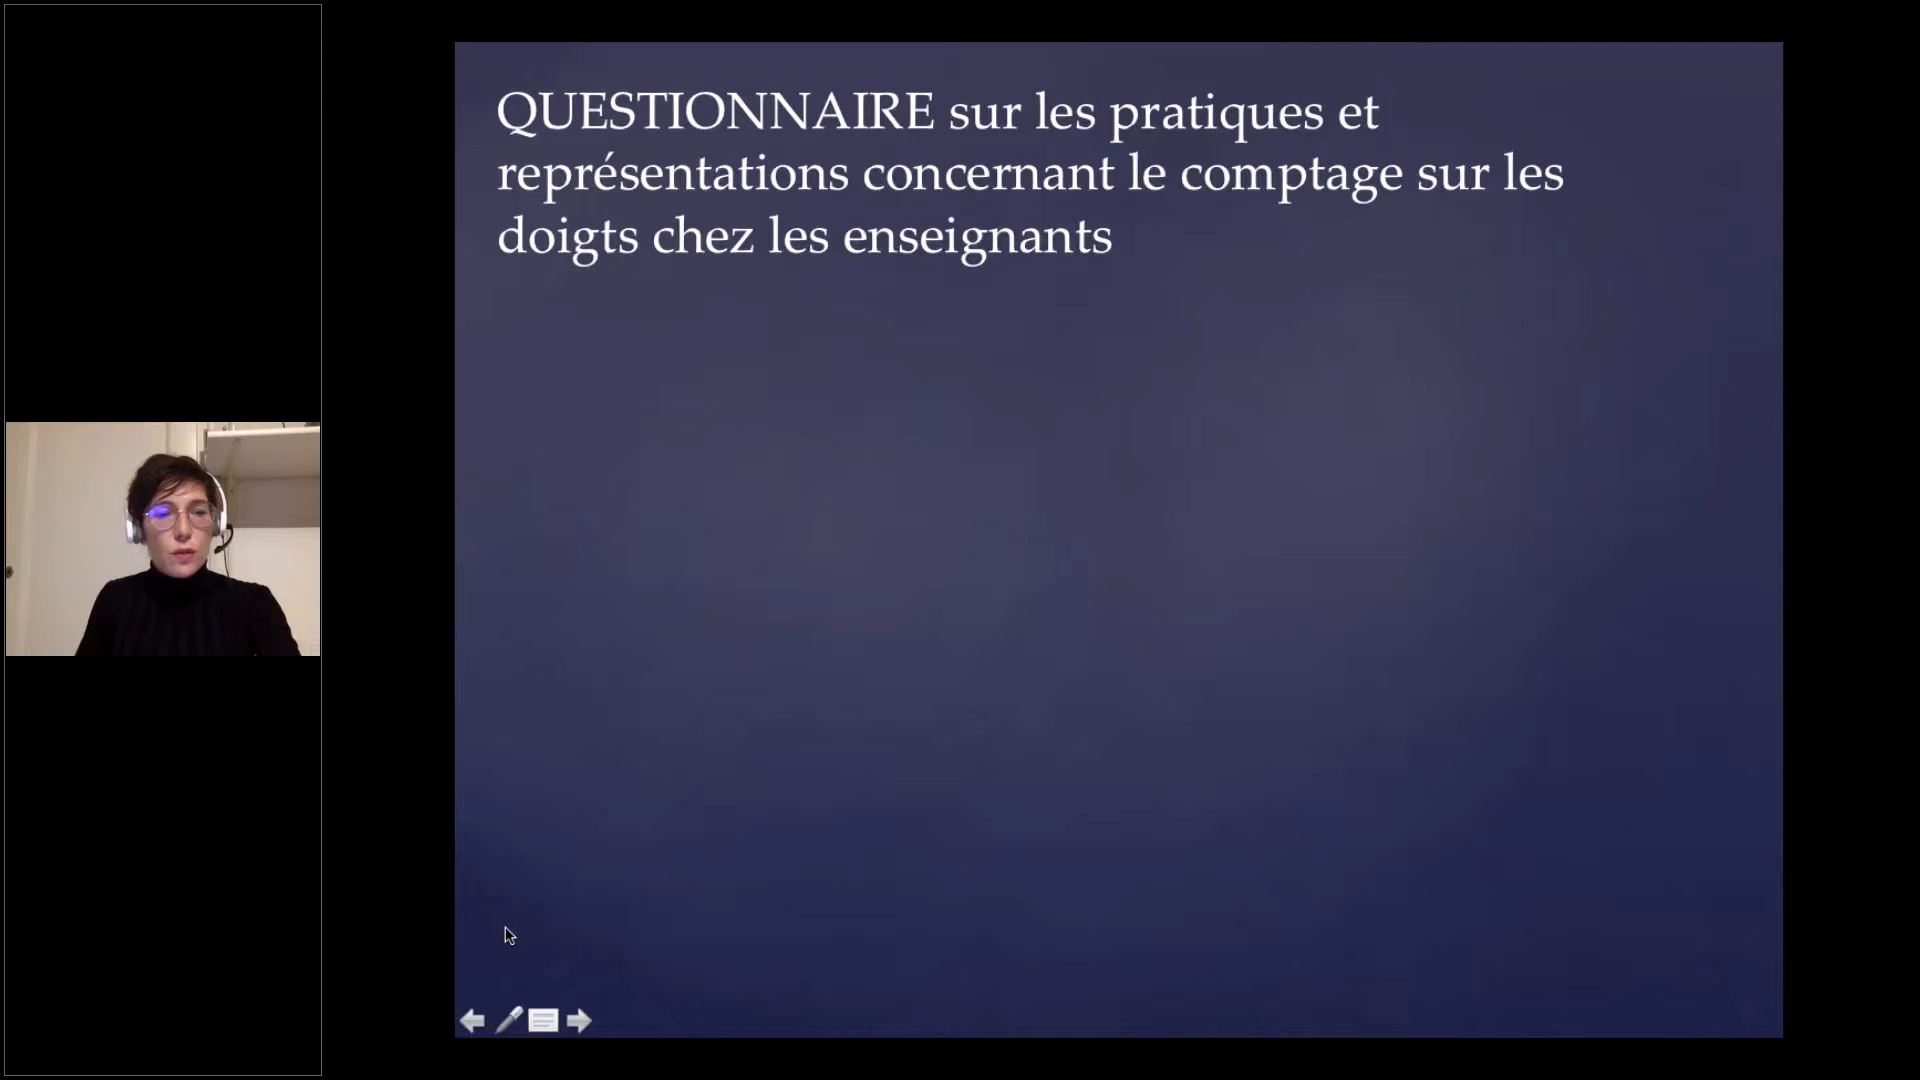 QUESTIONNAIRE sur les pratiques et
représentations concernant le comptage sur les
doigts chez les enseignants